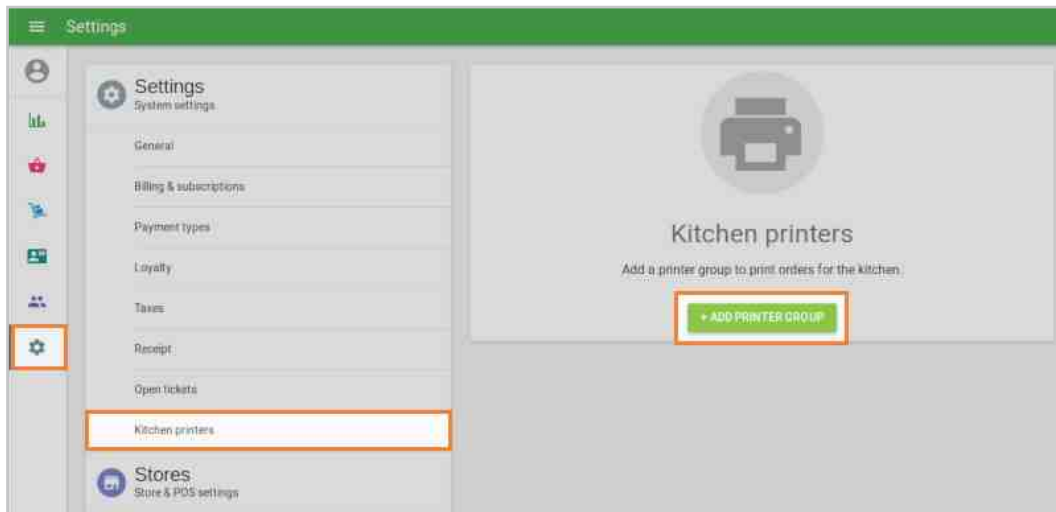 Settings
Settings
System settings
General
Billing & subscriptions
Payment types
Loyalty
Taxes
Receipt
Open tickets
Kitchen printers
Stores
Store & POS settings
Kitchen printers
Add a printer group to print orders for the kitchen.
+ ADD PRINTER GROUP